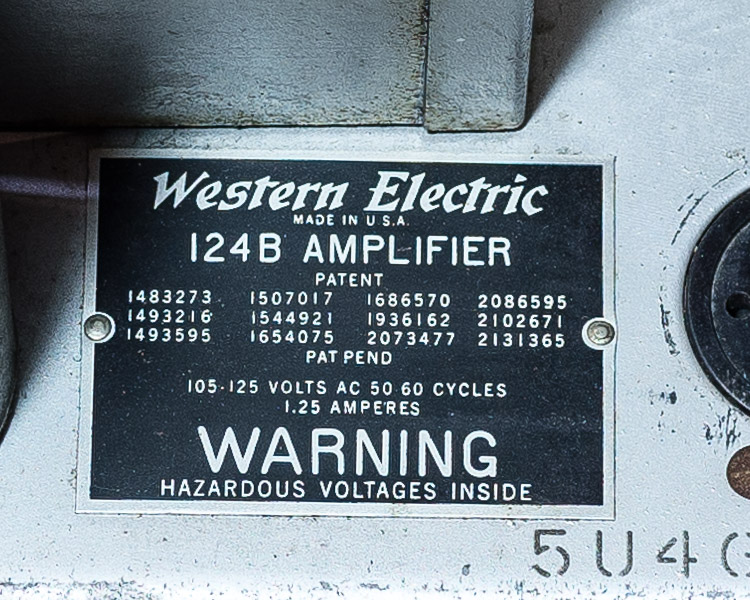 Western Electric
MADE IN U.S.A.
124B AMPLIFIER
PATENT
1483273 1507017 1686570 2086595
1493216 1544921 1936162 2102671
1493595 1654075 2073477 2131365
PAT PEND
105-125 VOLTS AC 50 60 CYCLES
1.25 AMPERES
WARNING
HAZARDOUS VOLTAGES INSIDE
5U4G